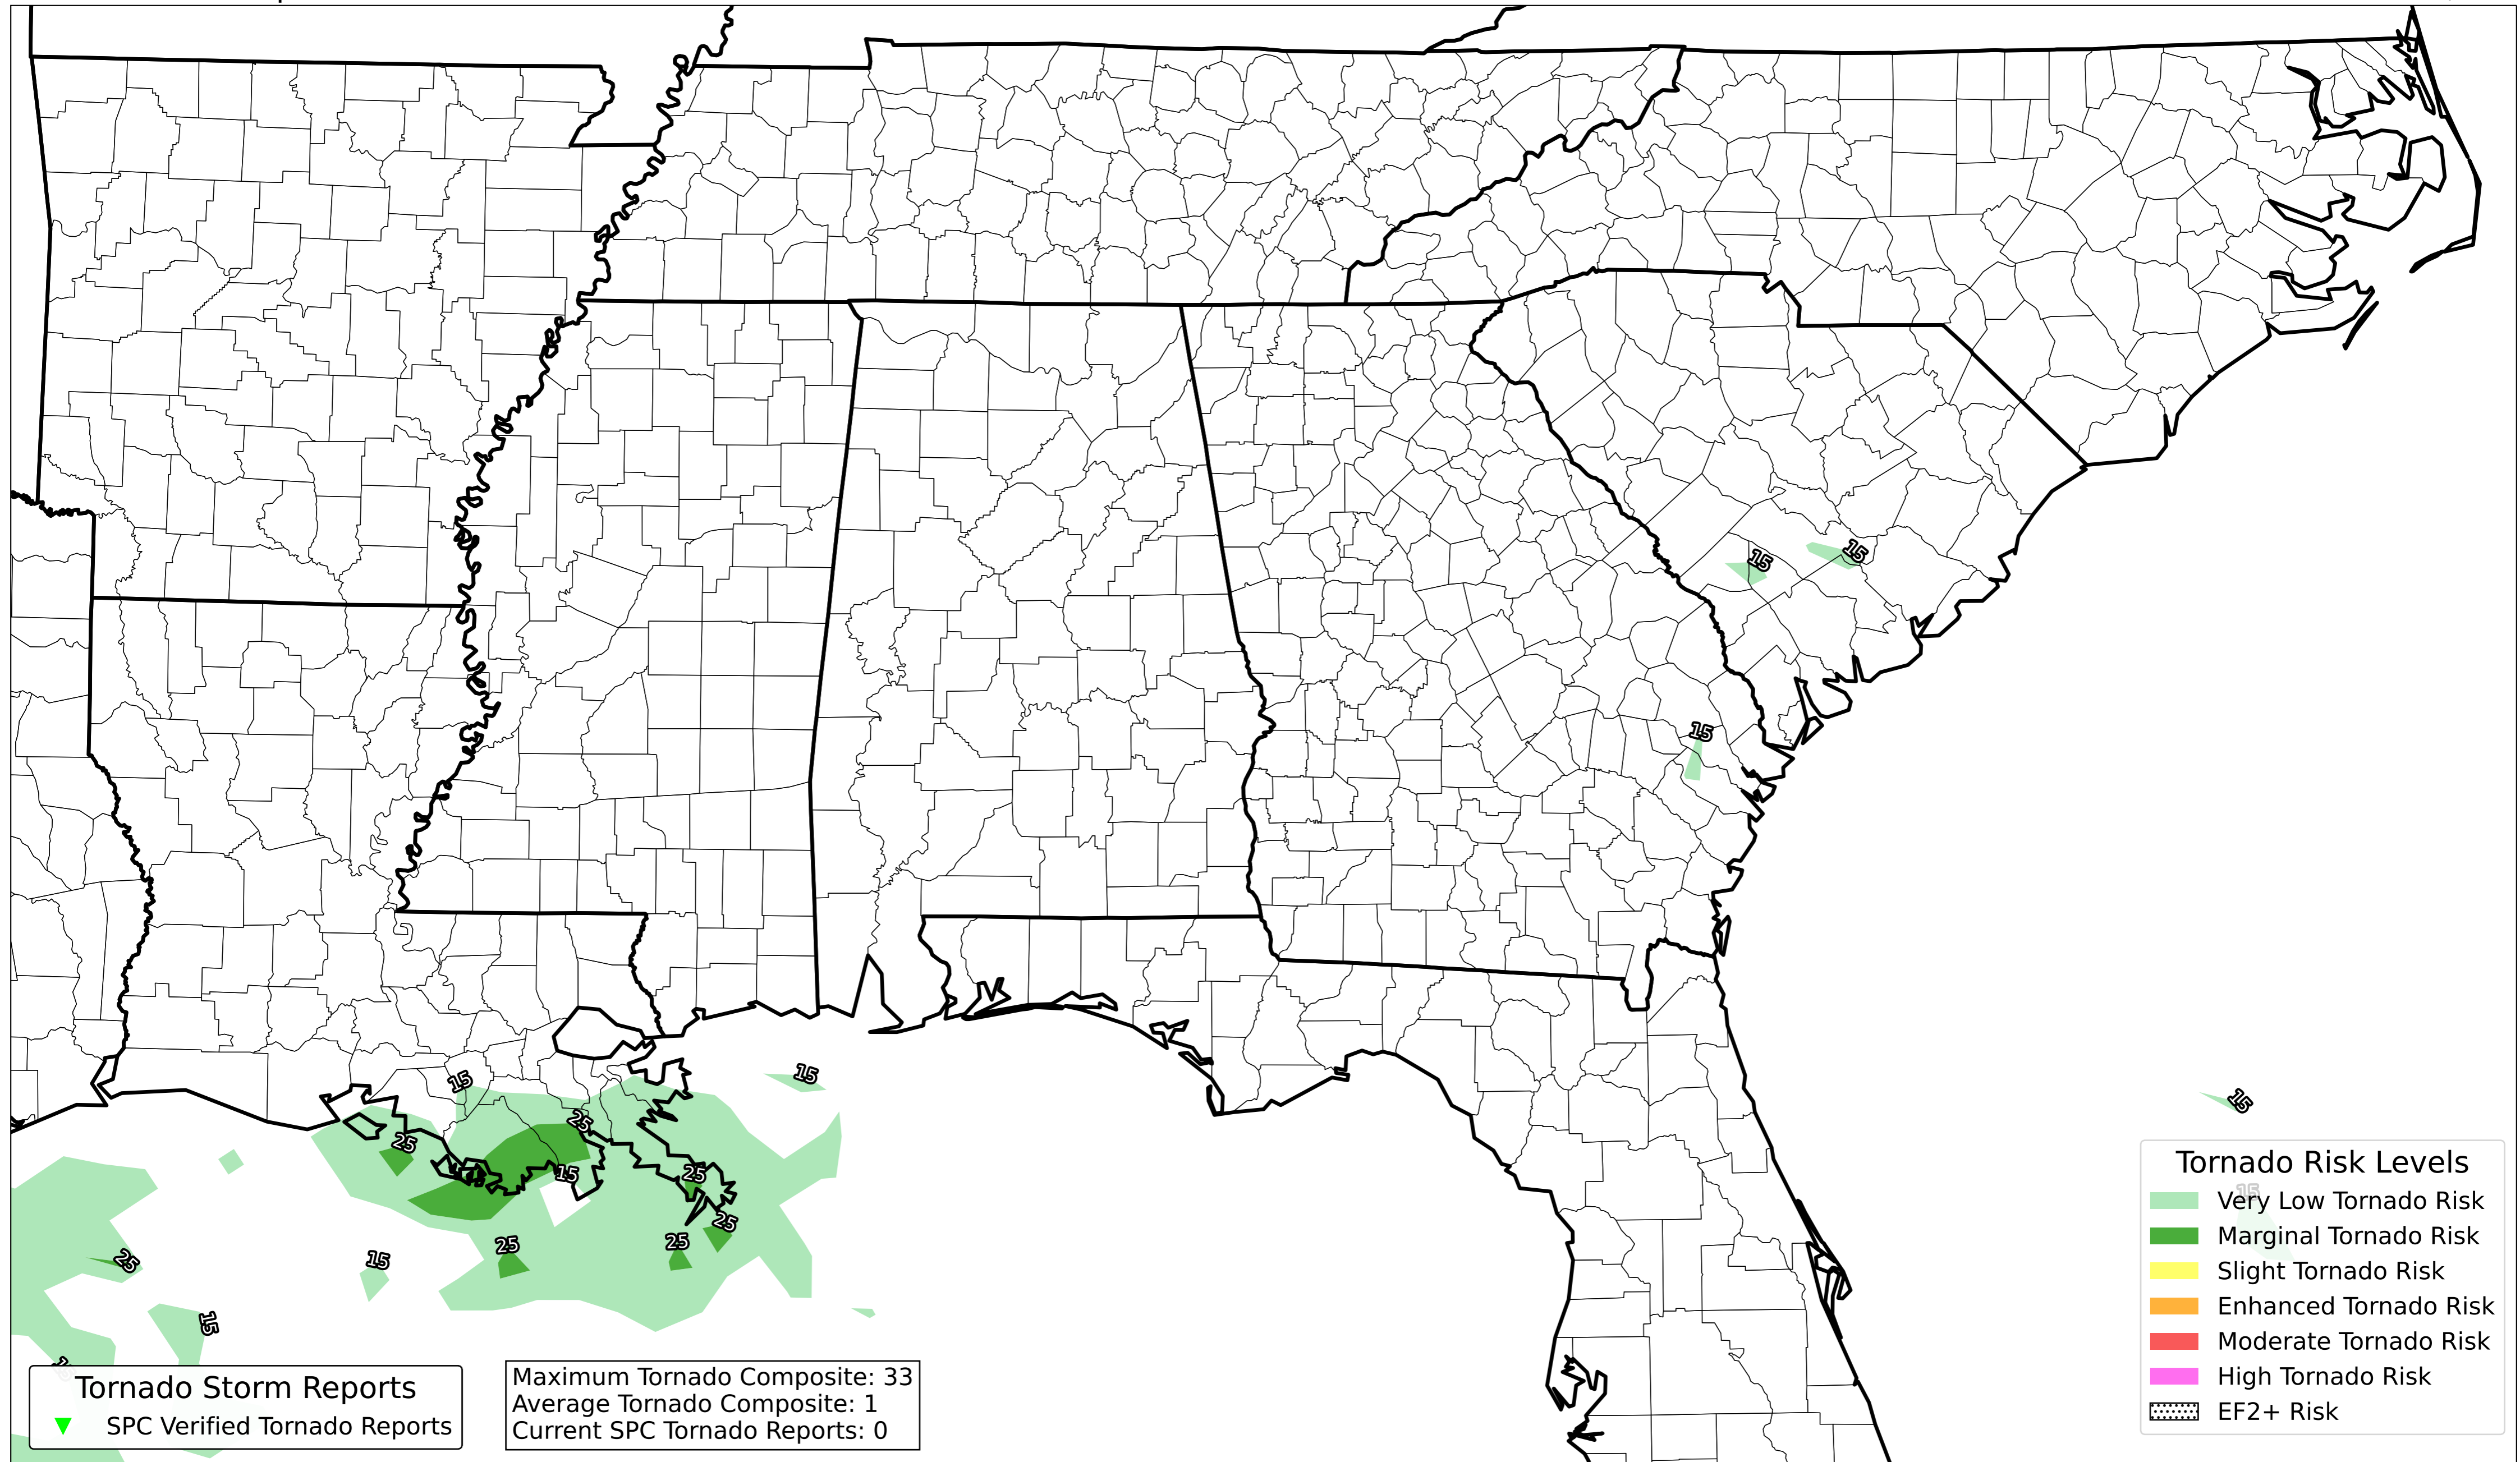 15
15
15
15
15
25
25
15
25
25
25
25
15
25
15
15
15
Tornado Risk Levels
Very Low Tornado Risk
Marginal Tornado Risk
Slight Tornado Risk
Enhanced Tornado Risk
Moderate Tornado Risk
High Tornado Risk
EF2+ Risk
Tornado Storm Reports
SPC Verified Tornado Reports
Maximum Tornado Composite: 33
Average Tornado Composite: 1
Current SPC Tornado Reports: 0